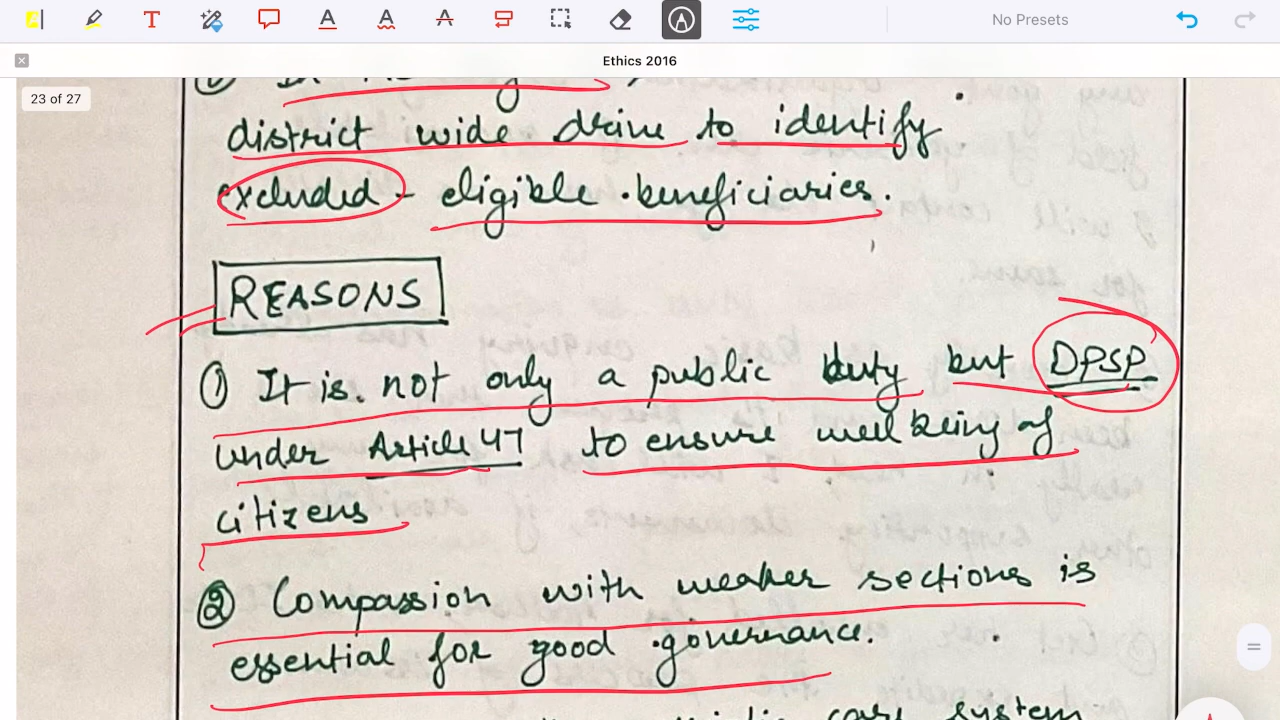 T
A
A
A
A
No Presets
Ethics 2016
23 of 27
district wide drive to identify
excluded - eligible beneficiaries.
REASONS
① It is not only a public duty but DPSP
under Article 47 to ensure well being of
citizens
② Compassion with weaker sections is
essential for good governance.
care system